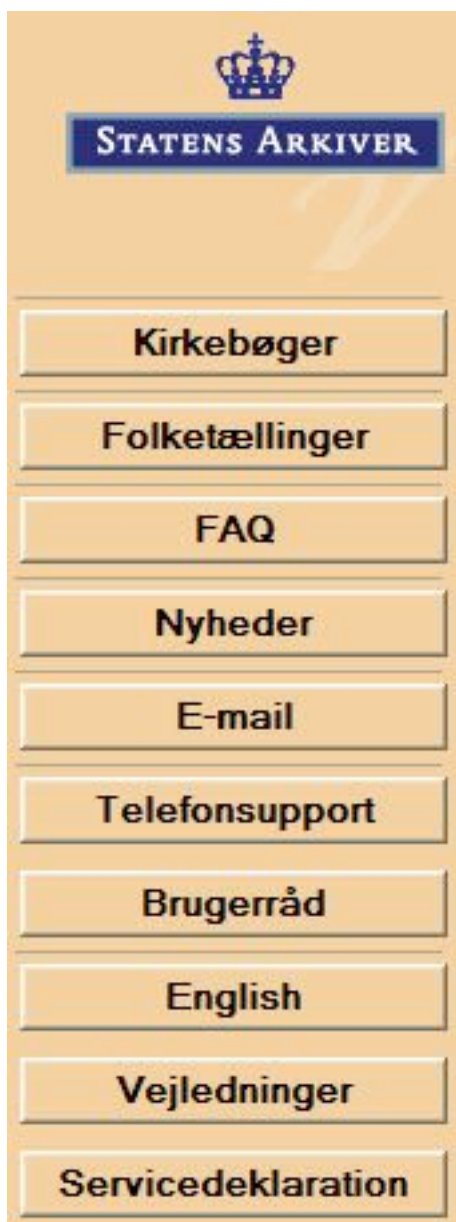 STATENS ARKIVER
Kirkebøger
Folketællinger
FAQ
Nyheder
E-mail
Telefonsupport
Brugerråd
English
Vejledninger
Servicedeklaration